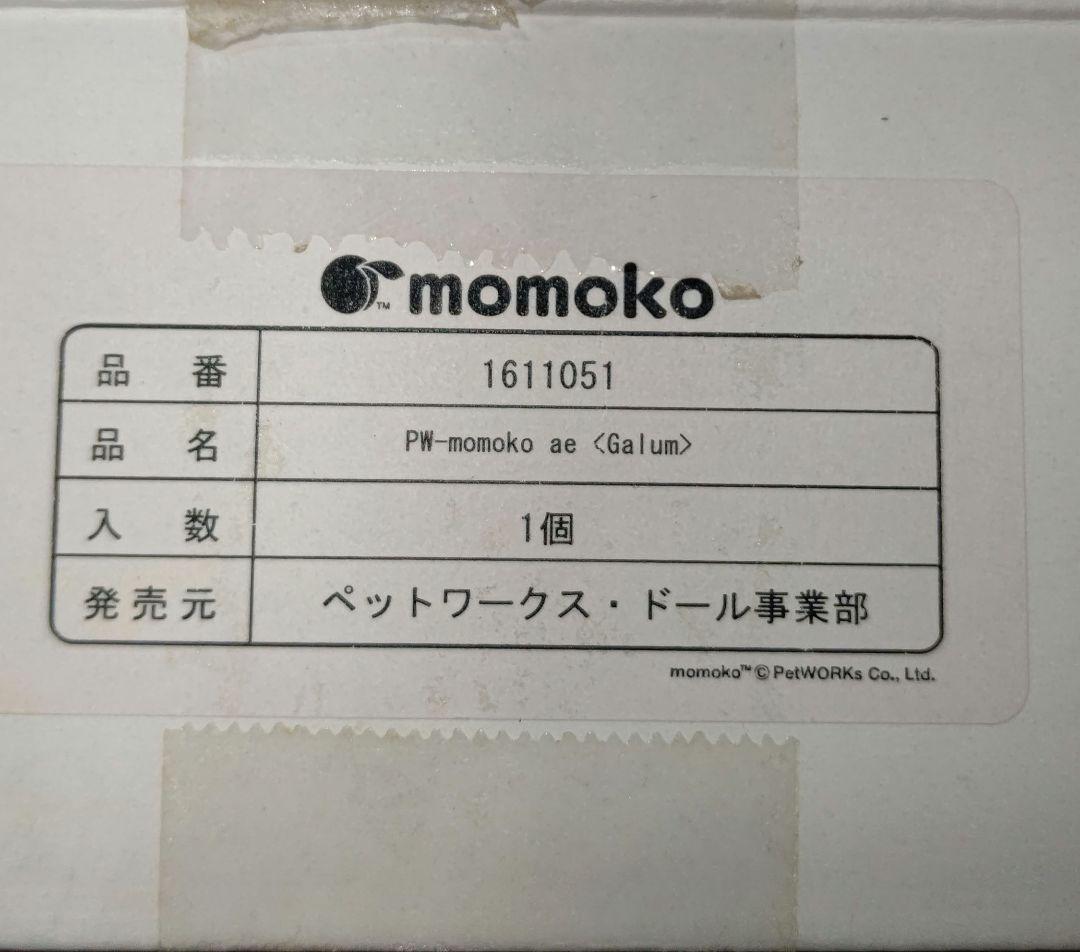 momoko
品番 1611051
品名 PW-momoko ae <Galum>
入数 1個
発売元 ペットワークス・ドール事業部
momoko™ © PetWORKs Co., Ltd.